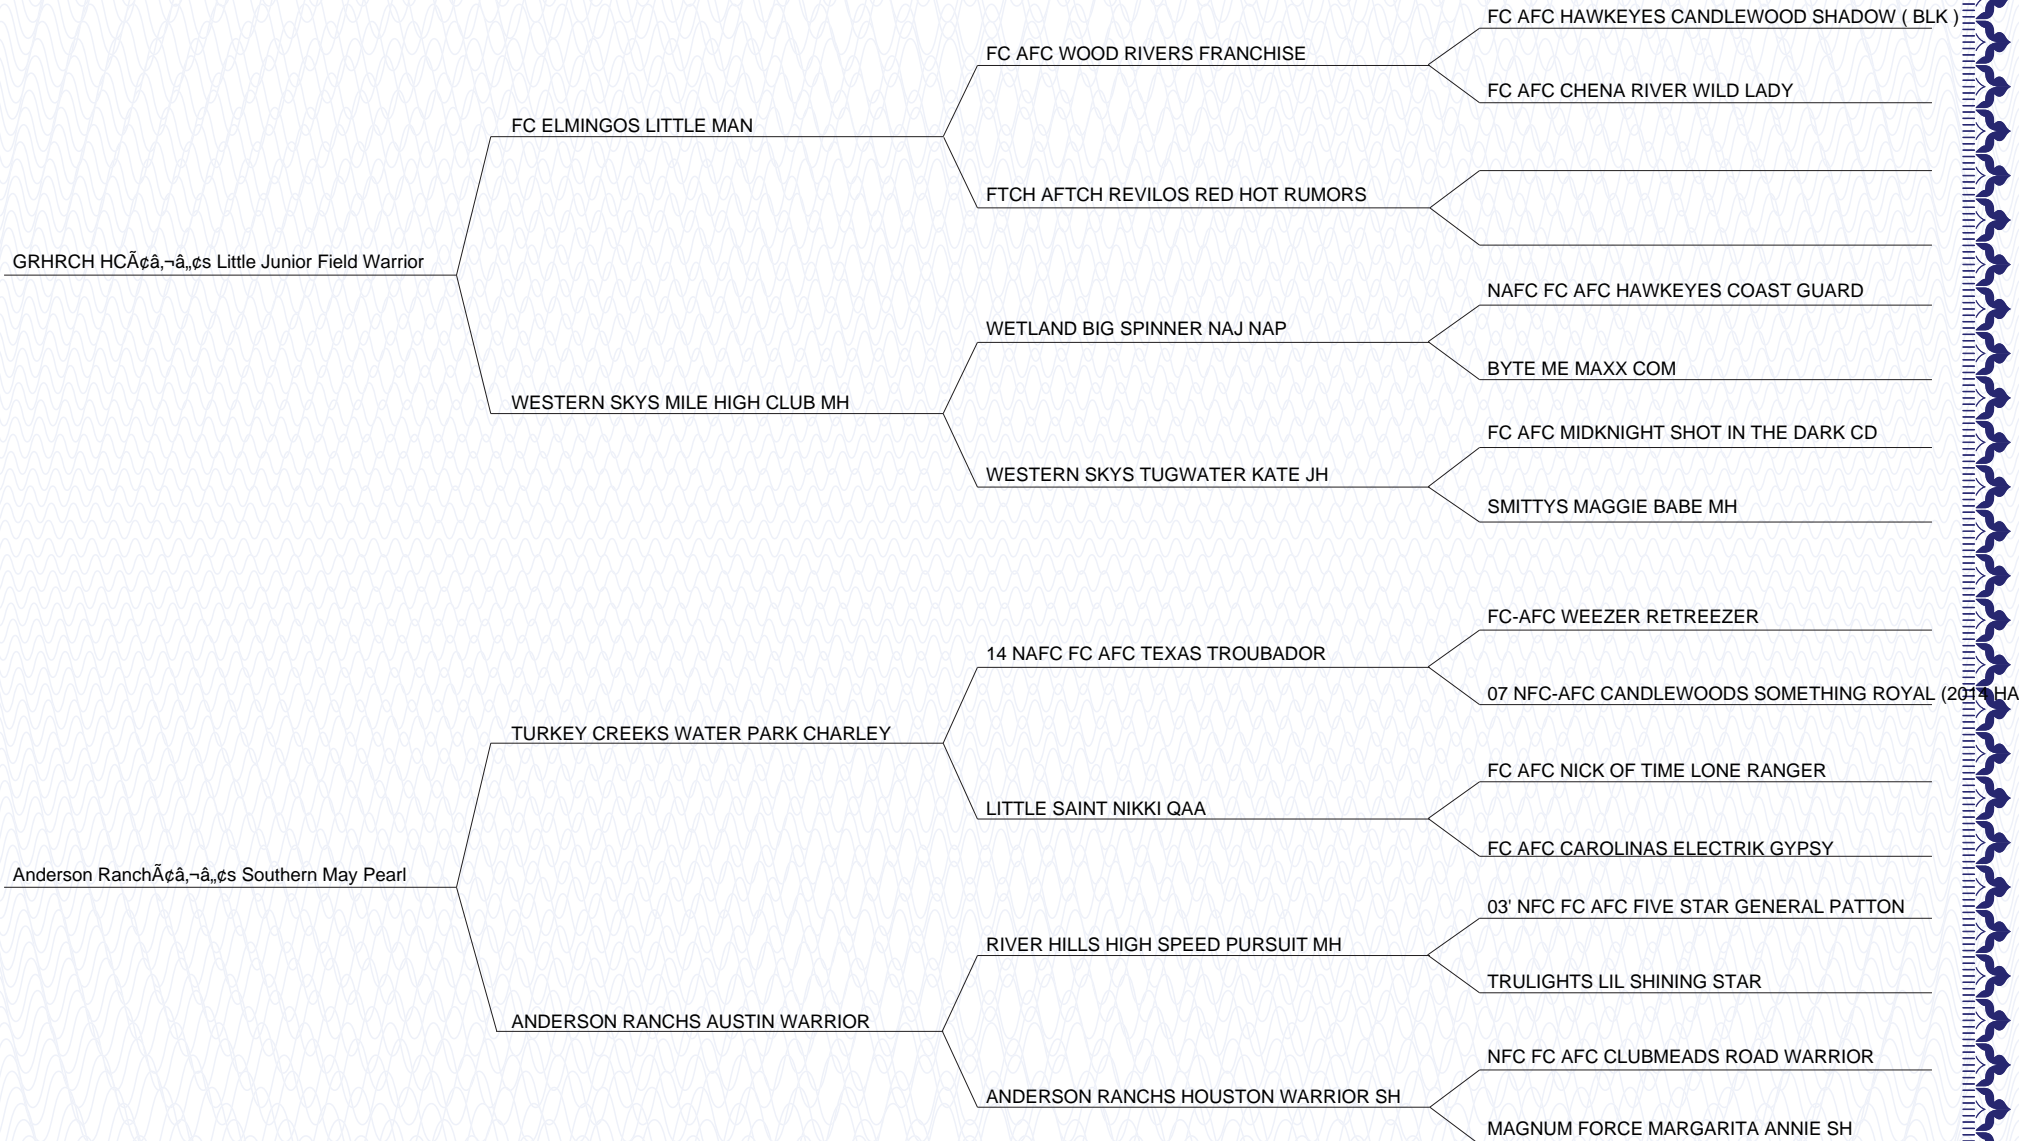 FC AFC HAWKEYES CANDLEWOOD SHADOW ( BLK )
FC AFC WOOD RIVERS FRANCHISE
FC AFC CHENA RIVER WILD LADY
FC ELMINGOS LITTLE MAN
FTCH AFTCH REVILOS RED HOT RUMORS
GRHRCH HCÃ¢â‚¬â„¢s Little Junior Field Warrior
NAFC FC AFC HAWKEYES COAST GUARD
WETLAND BIG SPINNER NAJ NAP
BYTE ME MAXX COM
WESTERN SKYS MILE HIGH CLUB MH
FC AFC MIDKNIGHT SHOT IN THE DARK CD
WESTERN SKYS TUGWATER KATE JH
SMITTYS MAGGIE BABE MH
FC-AFC WEEZER RETREEZER
14 NAFC FC AFC TEXAS TROUBADOR
07 NFC-AFC CANDLEWOODS SOMETHING ROYAL (2014 HA
TURKEY CREEKS WATER PARK CHARLEY
FC AFC NICK OF TIME LONE RANGER
LITTLE SAINT NIKKI QAA
FC AFC CAROLINAS ELECTRIK GYPSY
Anderson RanchÃ¢â‚¬â„¢s Southern May Pearl
03' NFC FC AFC FIVE STAR GENERAL PATTON
RIVER HILLS HIGH SPEED PURSUIT MH
TRULIGHTS LIL SHINING STAR
ANDERSON RANCHS AUSTIN WARRIOR
NFC FC AFC CLUBMEADS ROAD WARRIOR
ANDERSON RANCHS HOUSTON WARRIOR SH
MAGNUM FORCE MARGARITA ANNIE SH